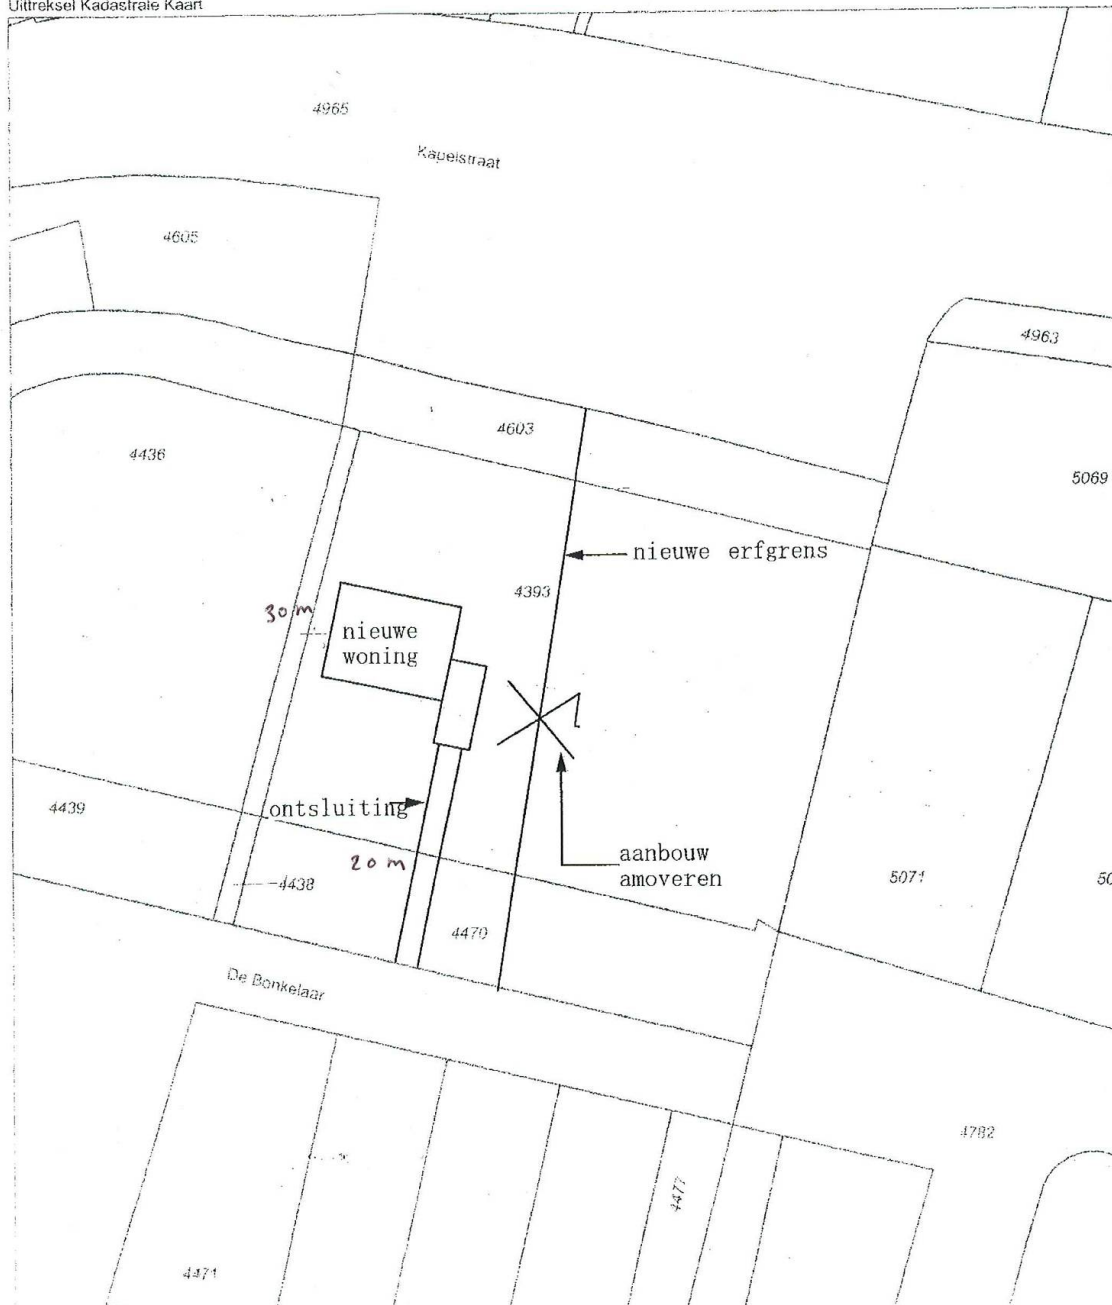 Uittreksel Kadastrale Kaart
4965
Kapelstraat
4605
4963
4603
4436
5069
nieuwe erfgrens
4393
30 m
nieuwe
woning
ontsluiting
4439
20 m
aanbouw
amoveren
4438
5071
50
4470
De Bonkelaar
4782
4477
4471